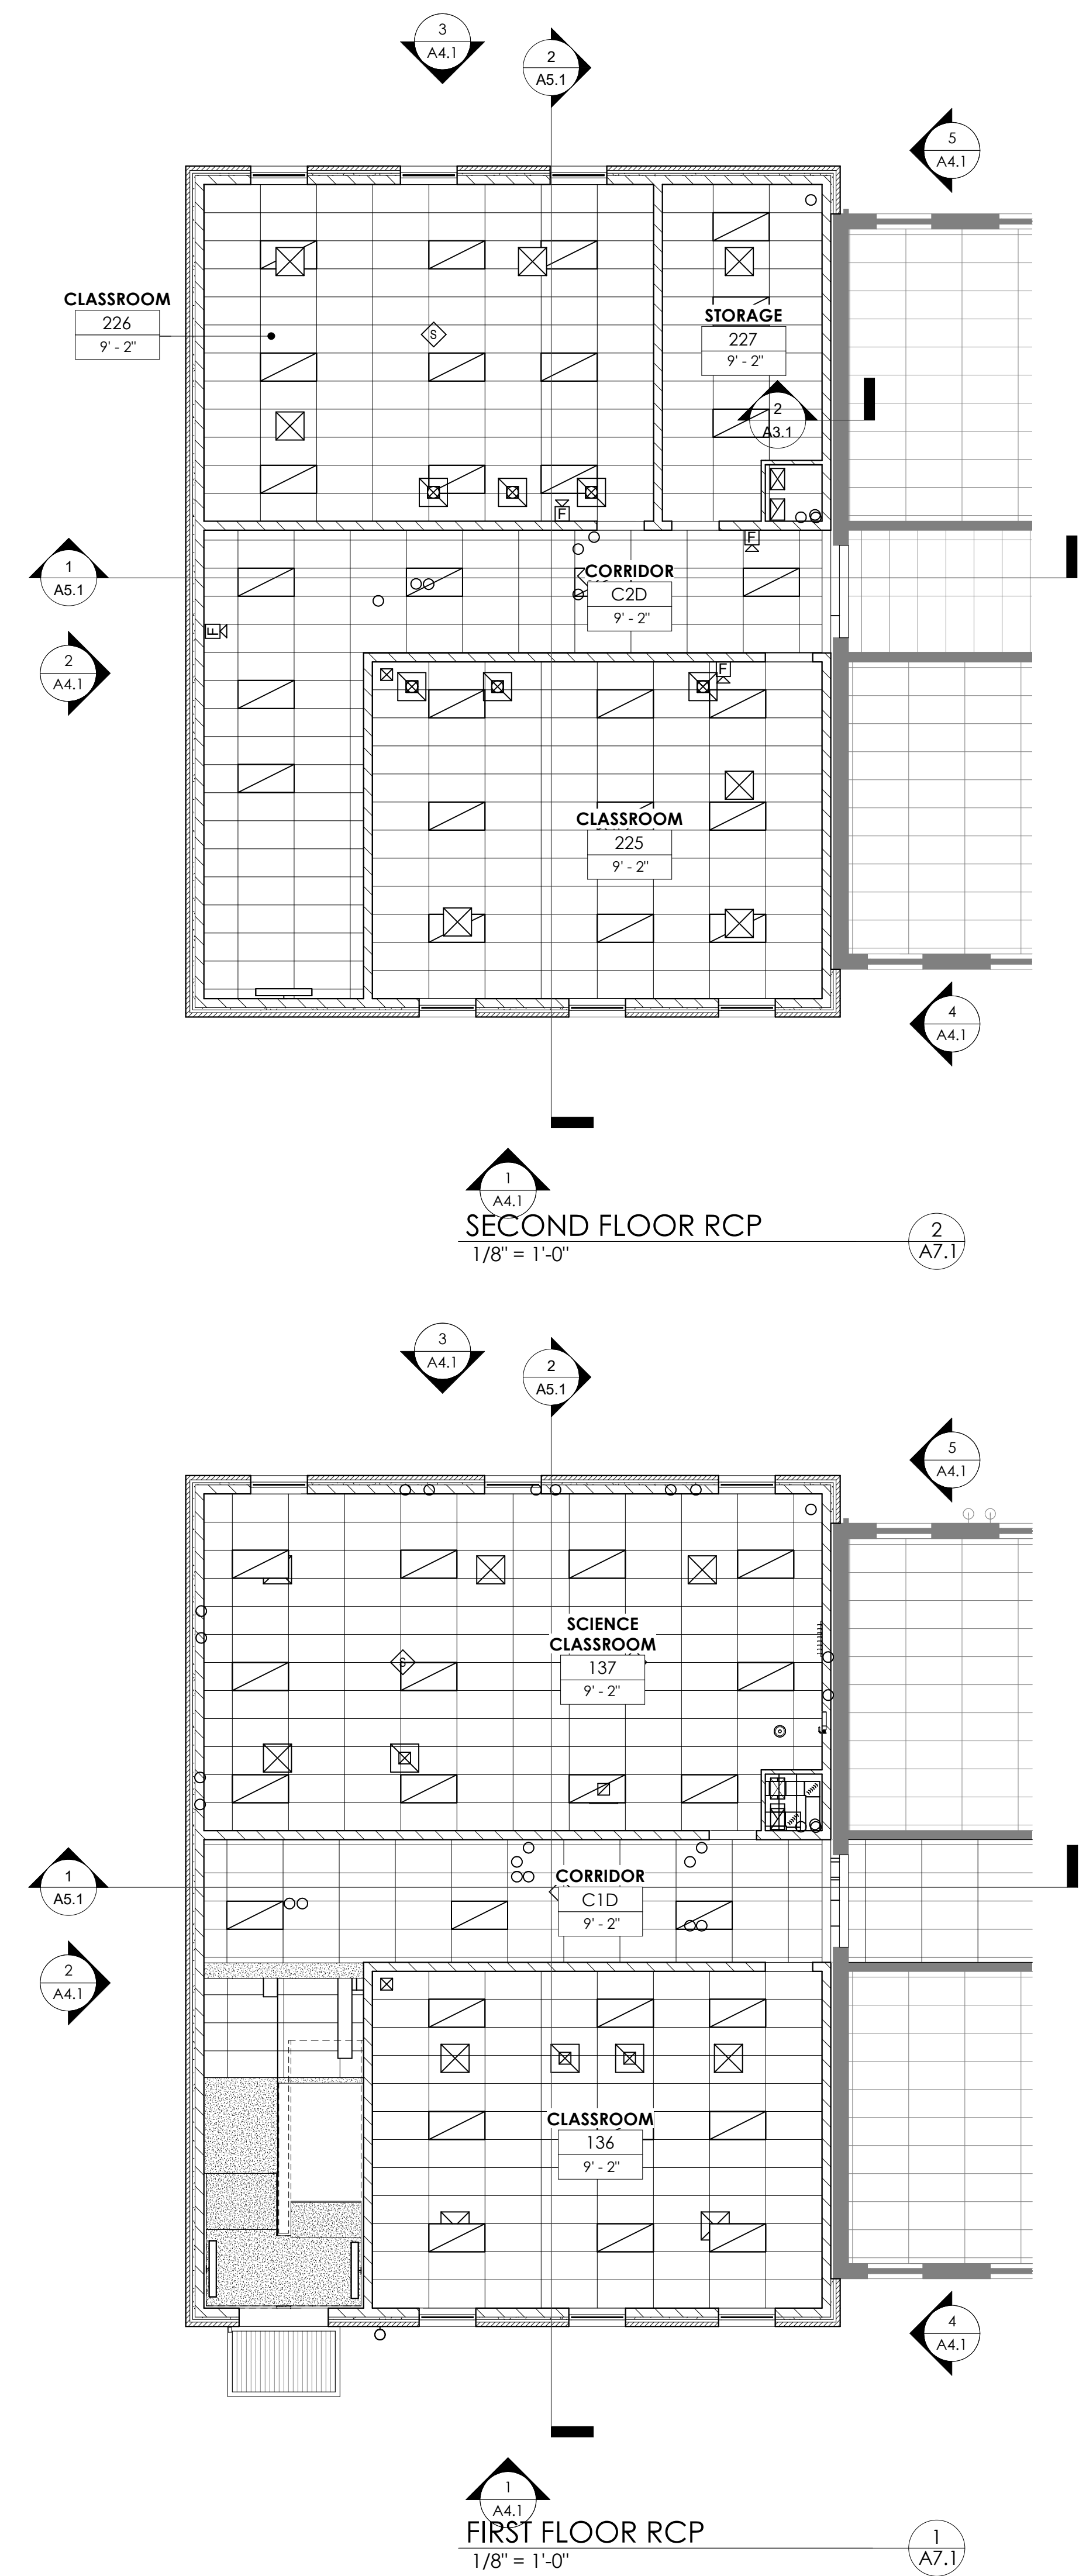 3
A4.1
2
A5.1
5
A4.1
CLASSROOM
226
9' - 2"
S
STORAGE
227
9' - 2"
2
A3.1
F
F
1
A5.1
CORRIDOR
C2D
9' - 2"
F
2
A4.1
F
CLASSROOM
225
9' - 2"
4
A4.1
1
A4.1
SECOND FLOOR RCP
1/8" = 1'-0"
2
A7.1
3
A4.1
2
A5.1
5
A4.1
SCIENCE
CLASSROOM
137
9' - 2"
S
1
A5.1
CORRIDOR
C1D
9' - 2"
2
A4.1
CLASSROOM
136
9' - 2"
4
A4.1
1
A4.1
FIRST FLOOR RCP
1/8" = 1'-0"
1
A7.1